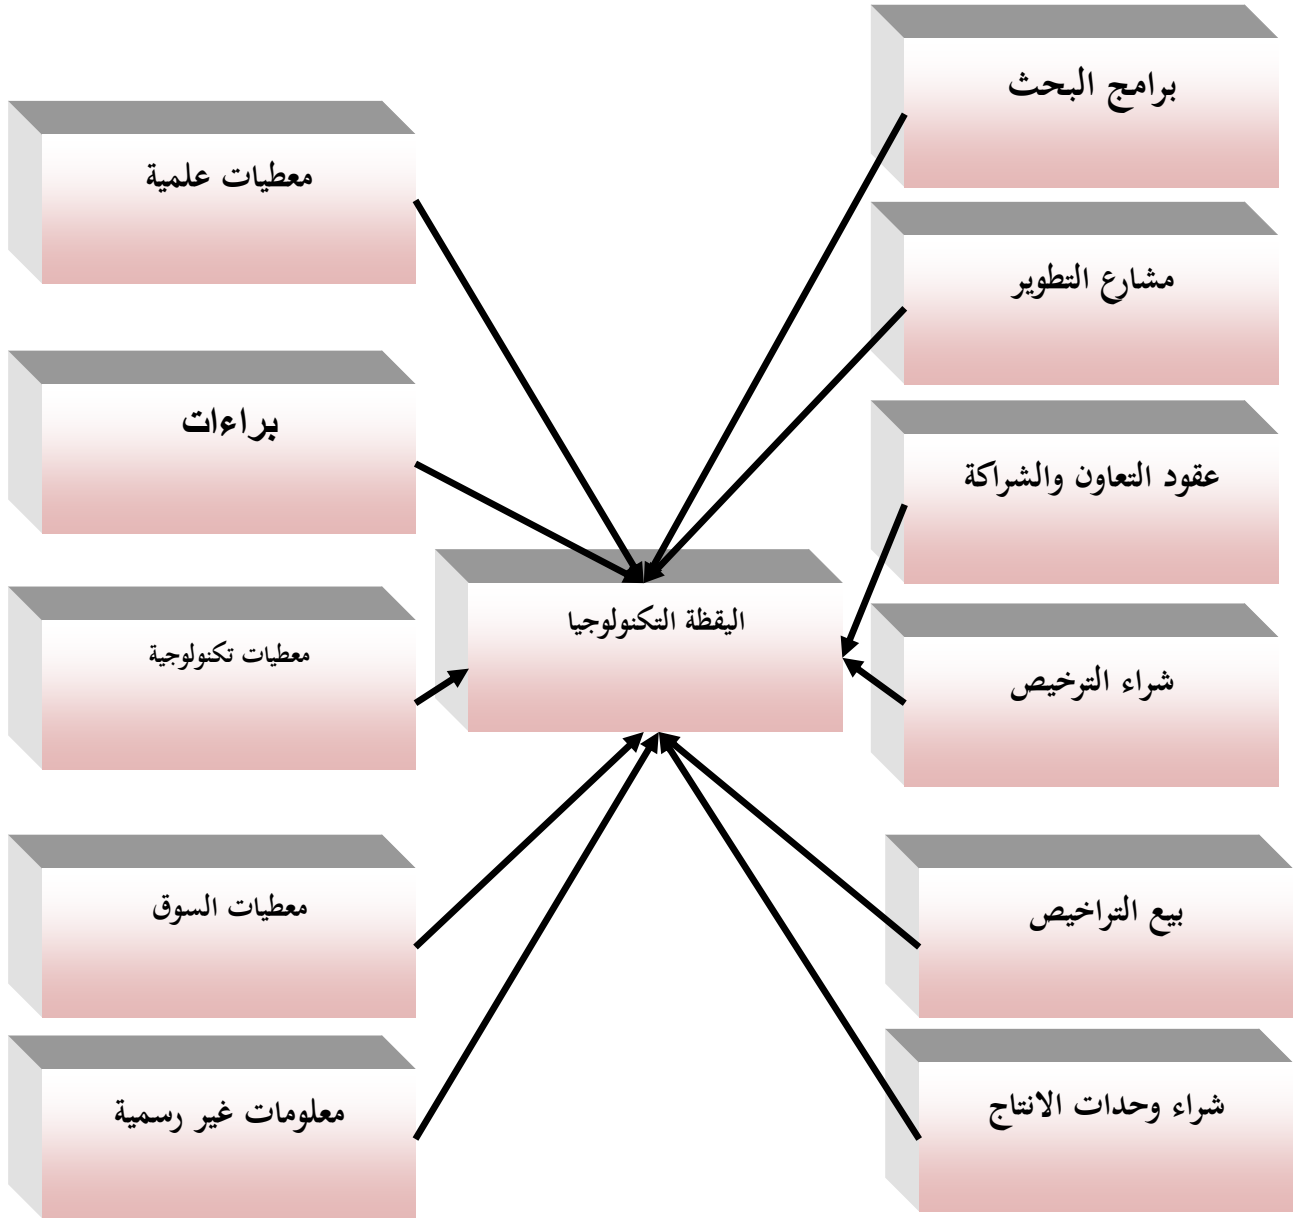 برامج البحث
معطيات علمية
مشارع التطوير
براءات
عقود التعاون والشراكة
اليقظة التكنولوجيا
معطيات تكنولوجية
شراء الترخيص
معطيات السوق
بيع التراخيص
معلومات غير رسمية
شراء وحدات الانتاج